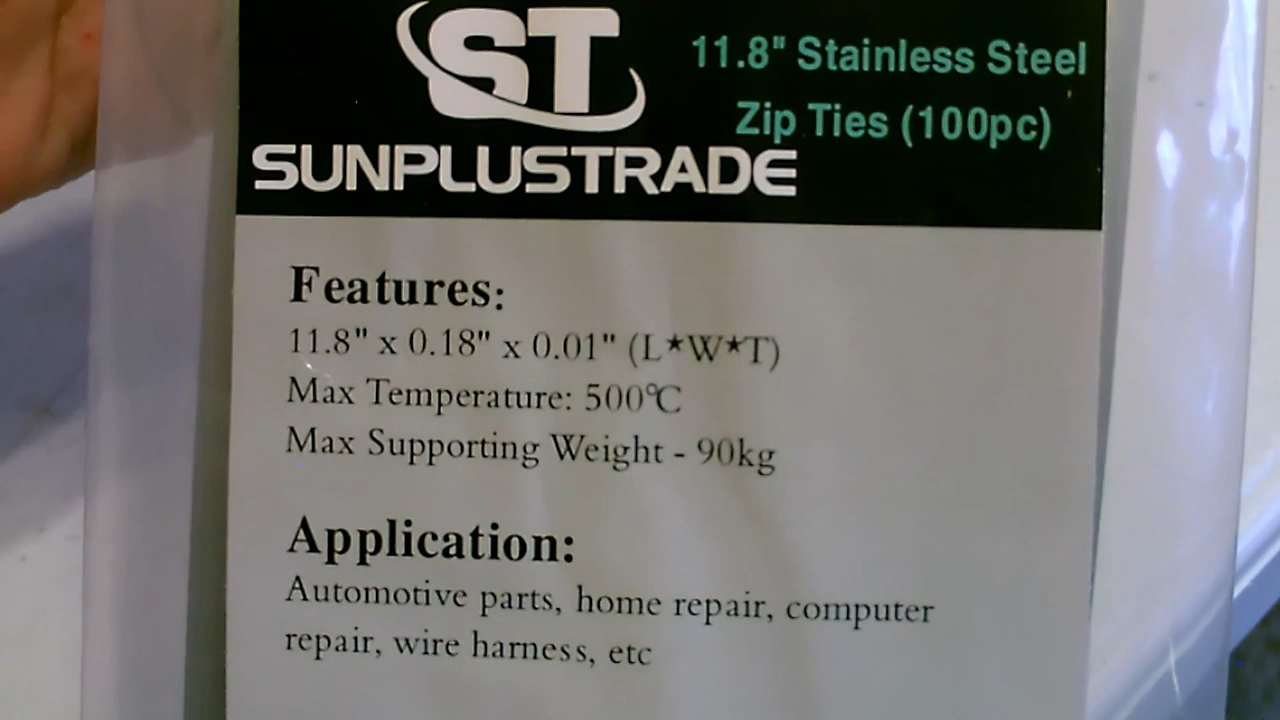 ST
SUNPLUSTRADE
11.8" Stainless Steel
Zip Ties (100pc)
Features:
11.8" x 0.18" x 0.01" (L*W*T)
Max Temperature: 500℃
Max Supporting Weight - 90kg
Application:
Automotive parts, home repair, computer
repair, wire harness, etc